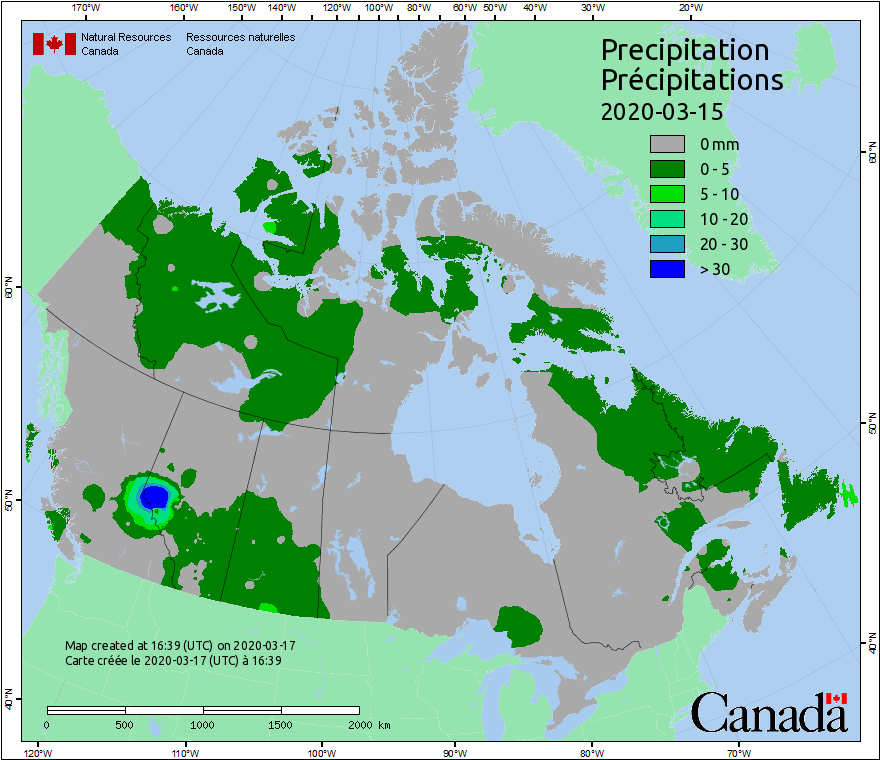 170°W 160°W 150°W 140°W 120°W 100°W 80°W 60°W 50°W 40°W 30°W 20°W
Natural Resources Ressources naturelles
Canada Canada
Precipitation
Précipitations
2020-03-15
0 mm
0 - 5
5 - 10
10 - 20
20 - 30
> 30
60°N
60°N
50°N
50°N
40°N
40°N
Map created at 16:39 (UTC) on 2020-03-17
Carte créée le 2020-03-17 (UTC) à 16:39
0 500 1000 1500 2000 km
Canada
120°W 110°W 100°W 90°W 80°W 70°W